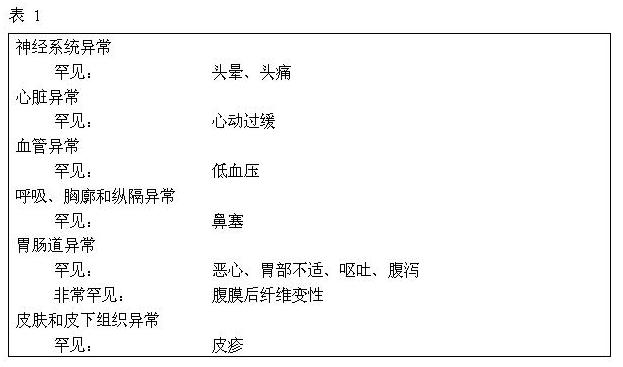 表 1
神经系统异常
罕见： 头晕、头痛
心脏异常
罕见： 心动过缓
血管异常
罕见： 低血压
呼吸、胸廓和纵隔异常
罕见： 鼻塞
胃肠道异常
罕见： 恶心、胃部不适、呕吐、腹泻
非常罕见： 腹膜后纤维变性
皮肤和皮下组织异常
罕见： 皮疹